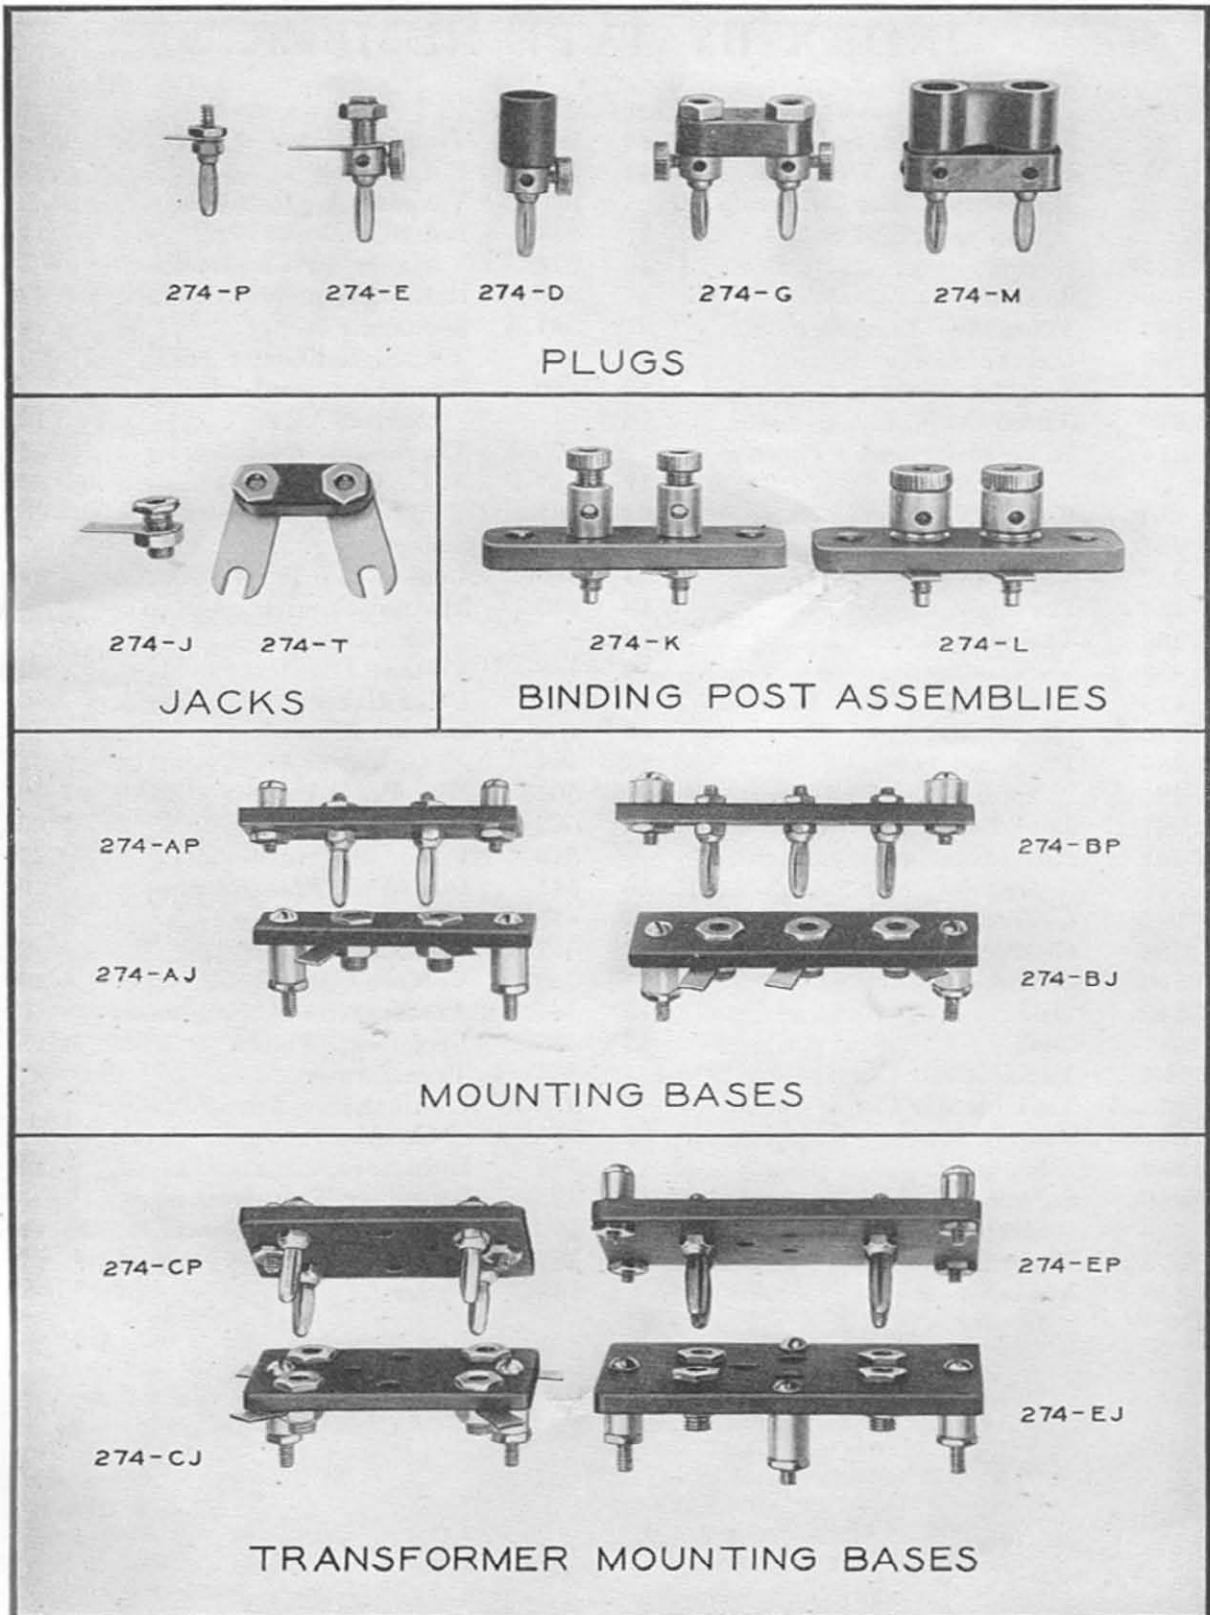 274-P 274-E 274-D 274-G 274-M
PLUGS
274-J 274-T
JACKS
274-K 274-L
BINDING POST ASSEMBLIES
274-AP 274-BP
274-AJ 274-BJ
MOUNTING BASES
274-CP 274-EP
274-CJ 274-EJ
TRANSFORMER MOUNTING BASES